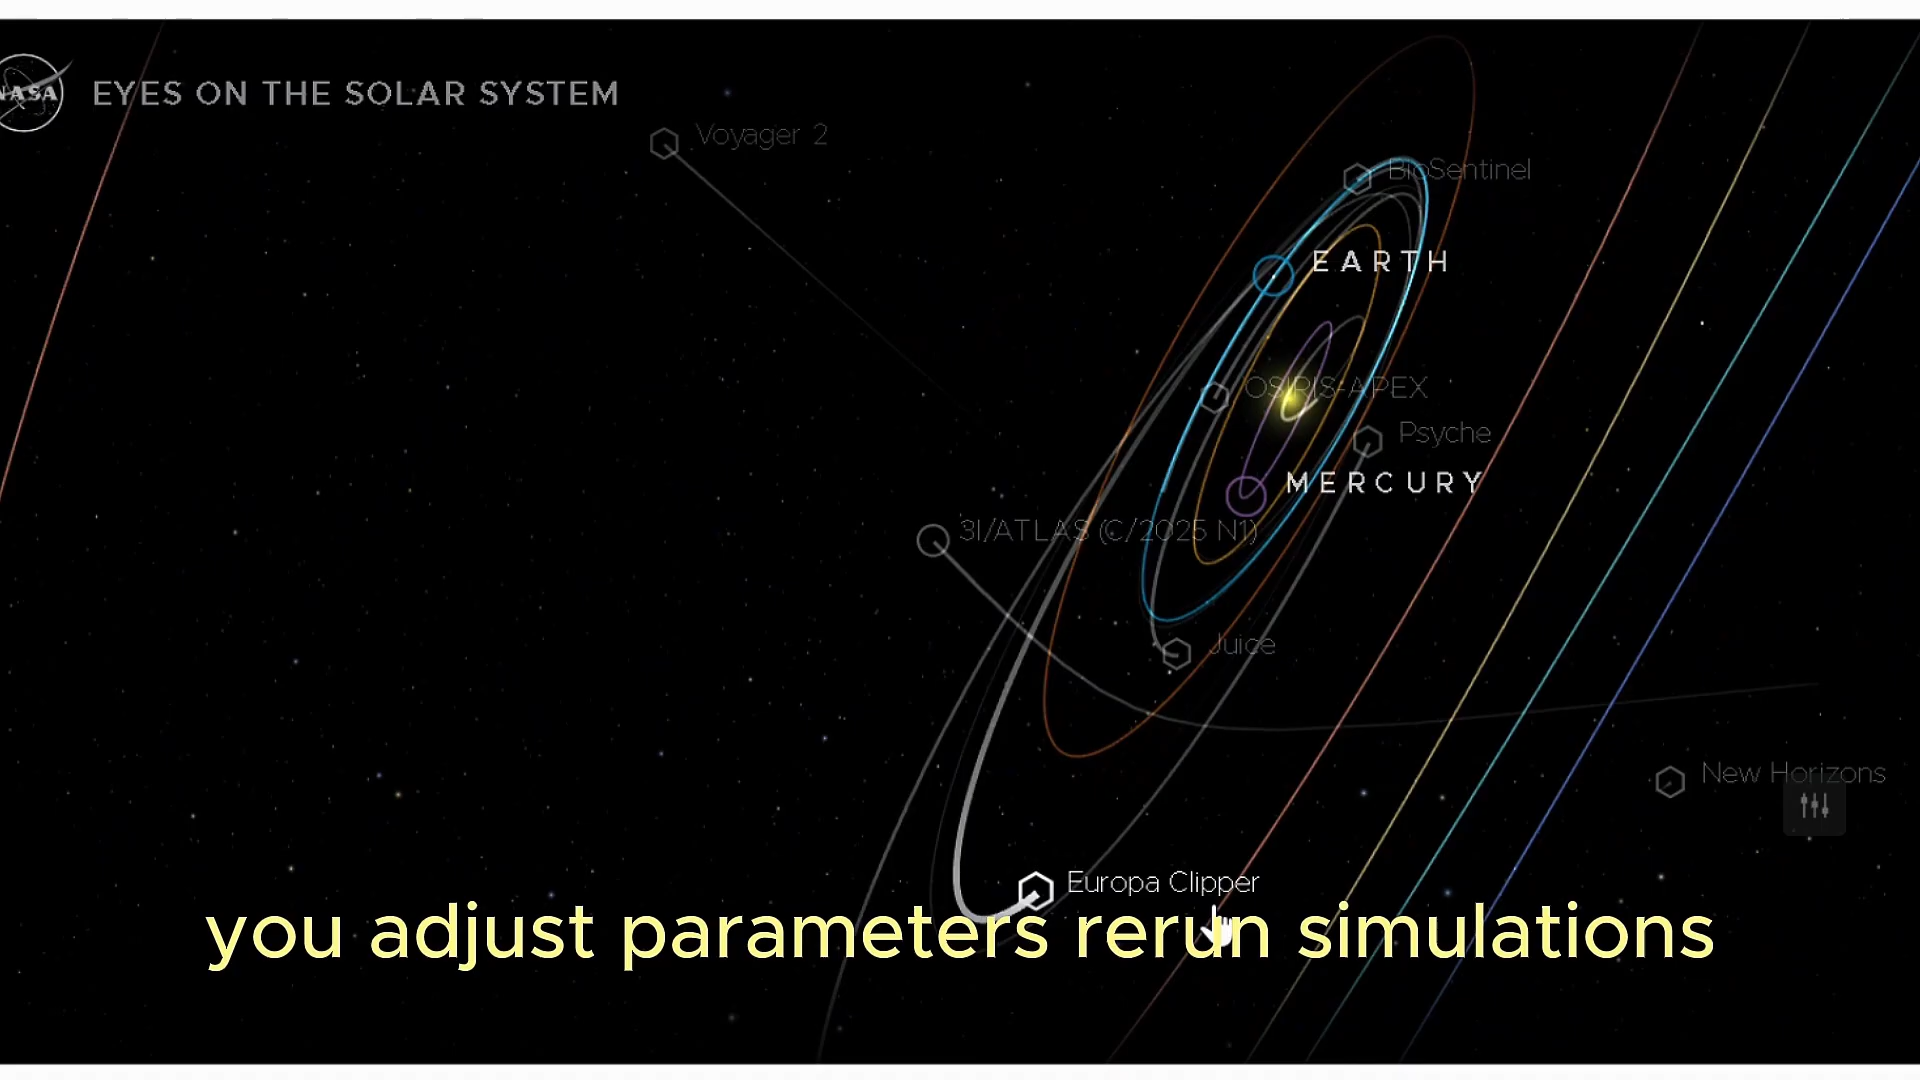 NASA
EYES ON THE SOLAR SYSTEM
Voyager 2
BioSentinel
EARTH
OSIRIS-APEX
Psyche
MERCURY
3I/ATLAS (C/2025 N1)
Juice
New Horizons
Europa Clipper
you adjust parameters rerun simulations